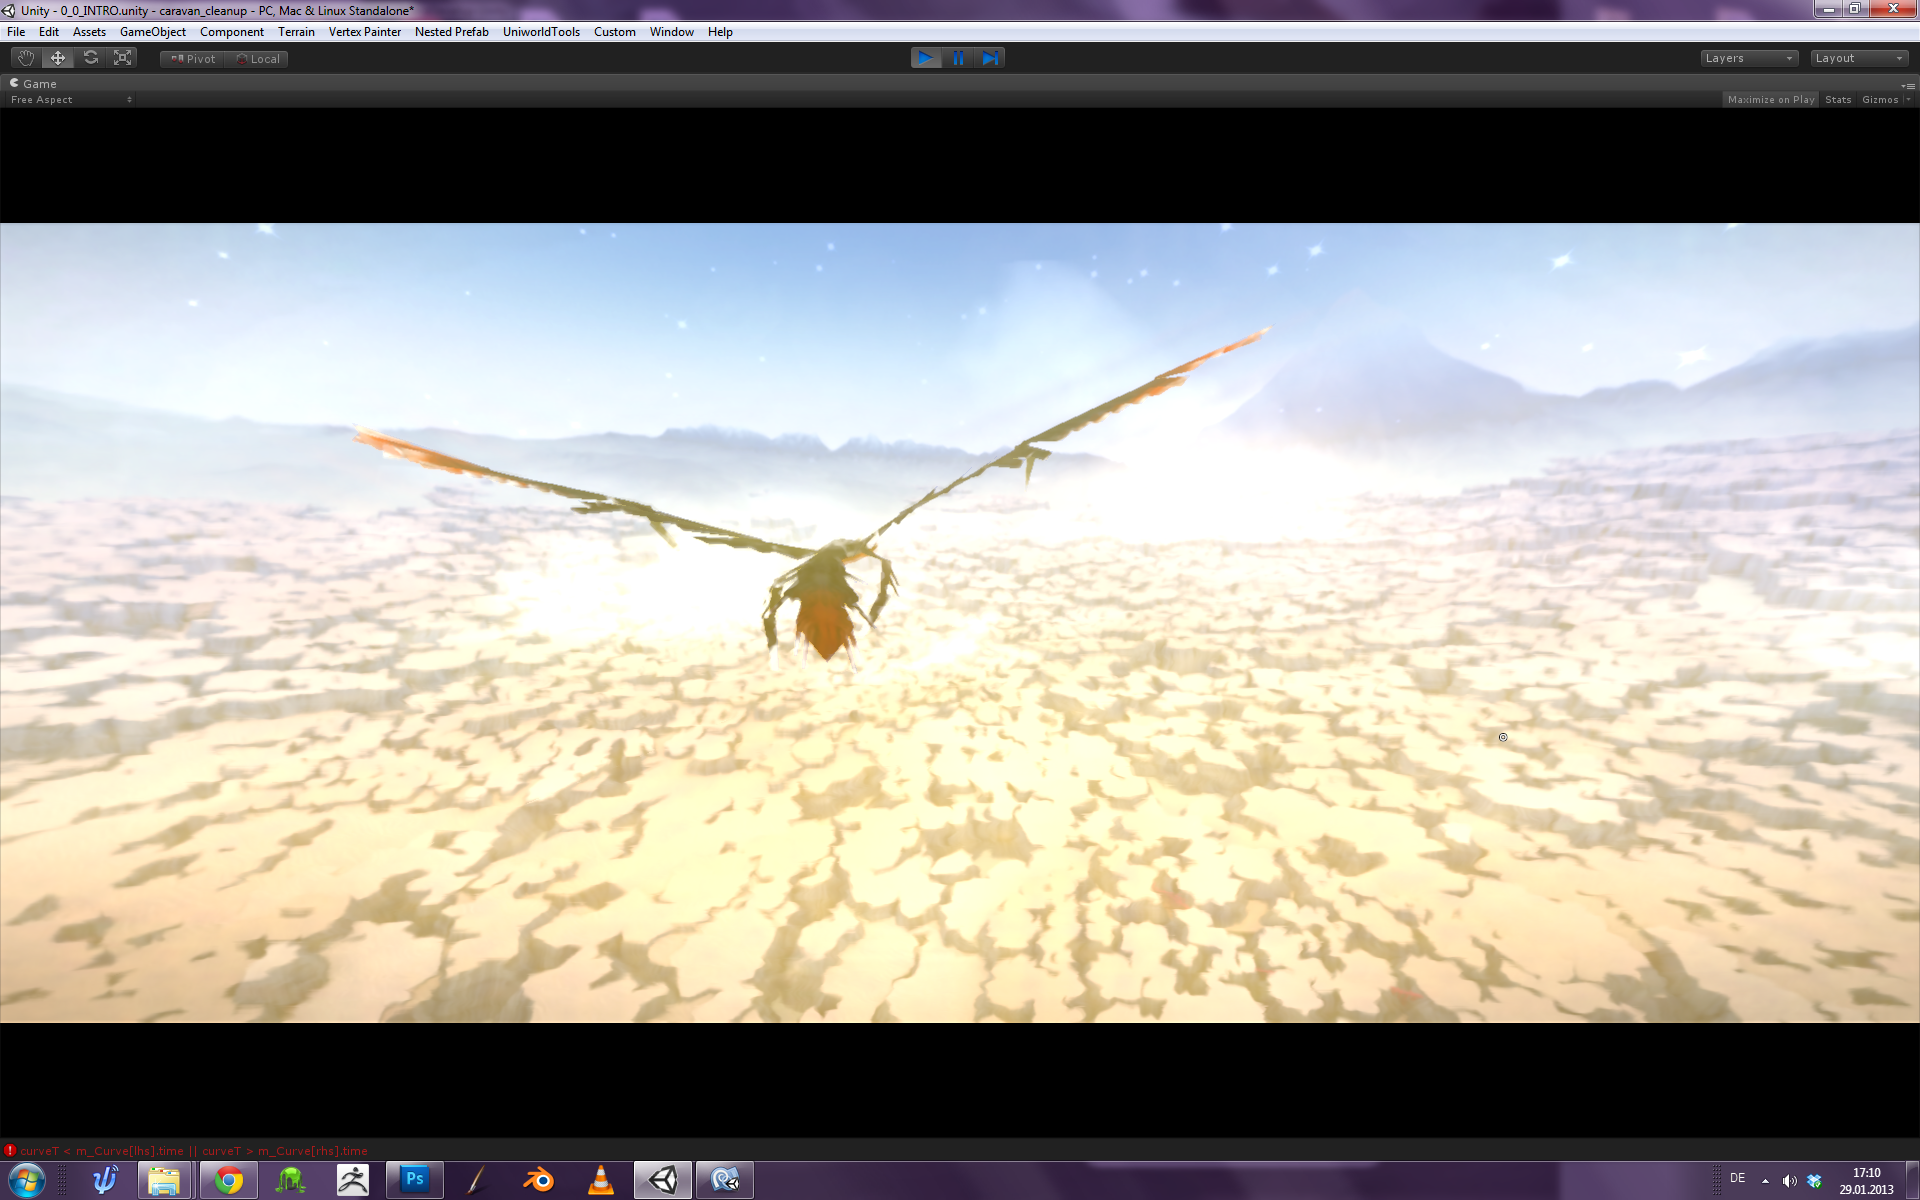 Unity - 0_0_INTRO.unity - caravan_cleanup - PC, Mac & Linux Standalone*
File Edit Assets GameObject Component Terrain Vertex Painter Nested Prefab UniworldTools Custom Window Help
Pivot Local Layers Layout
Game
Free Aspect Maximize on Play Stats Gizmos
curveT < m_Curve[lhs].time || curveT > m_Curve[rhs].time
Ps DE 17:10
29.01.2013